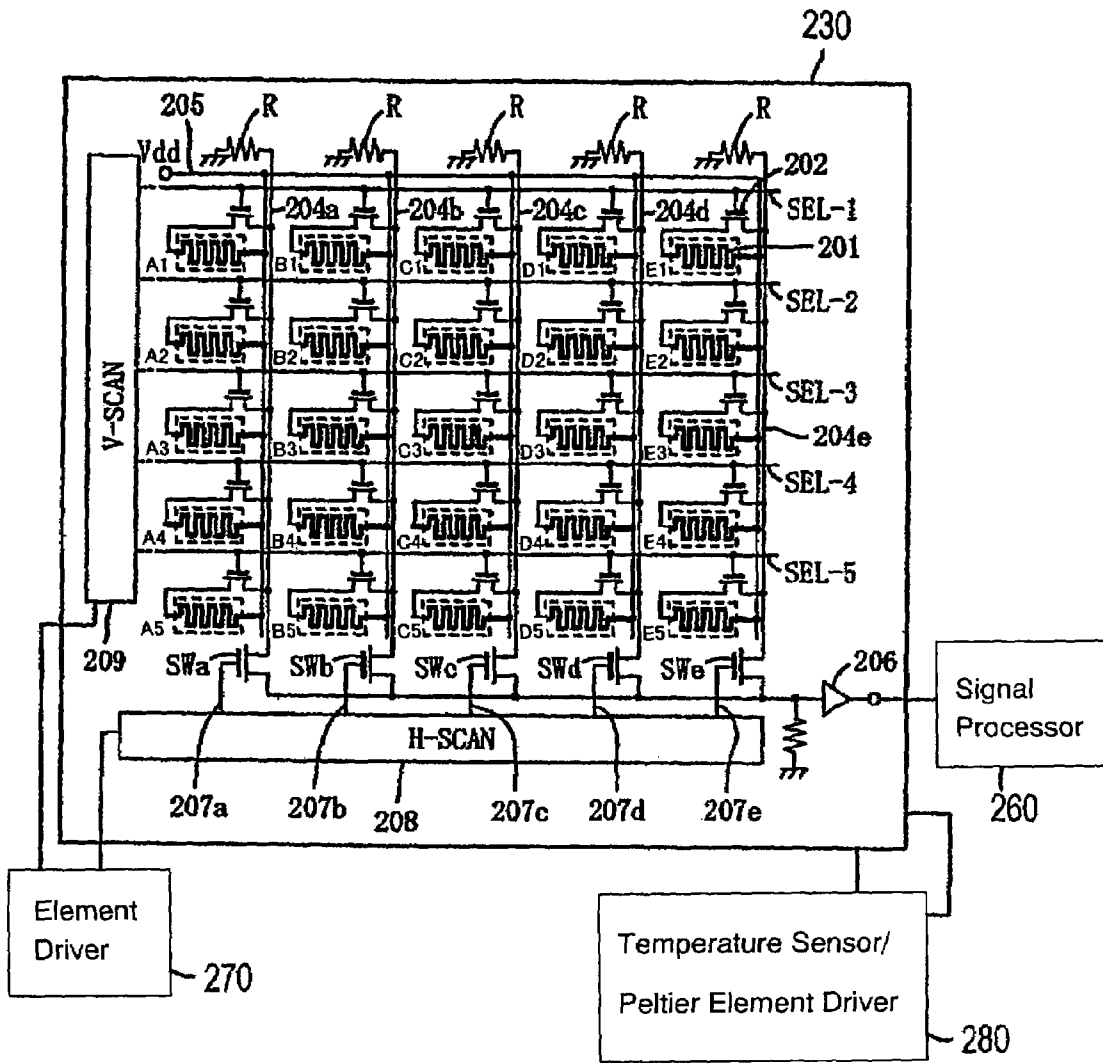 230
R R R R R
205
Vdd
202
204a 204b 204c 204d SEL-1
201
A1 B1 C1 D1 E1
SEL-2
A2 B2 C2 D2 E2
SEL-3
V-SCAN
204e
A3 B3 C3 D3 E3
SEL-4
A4 B4 C4 D4 E4
SEL-5
A5 B5 C5 D5 E5
209
SWa SWb SWc SWd SWe
206
Signal
Processor
260
H-SCAN
207a 207b 208 207c 207d 207e
Element
Driver
270
Temperature Sensor/
Peltier Element Driver
280